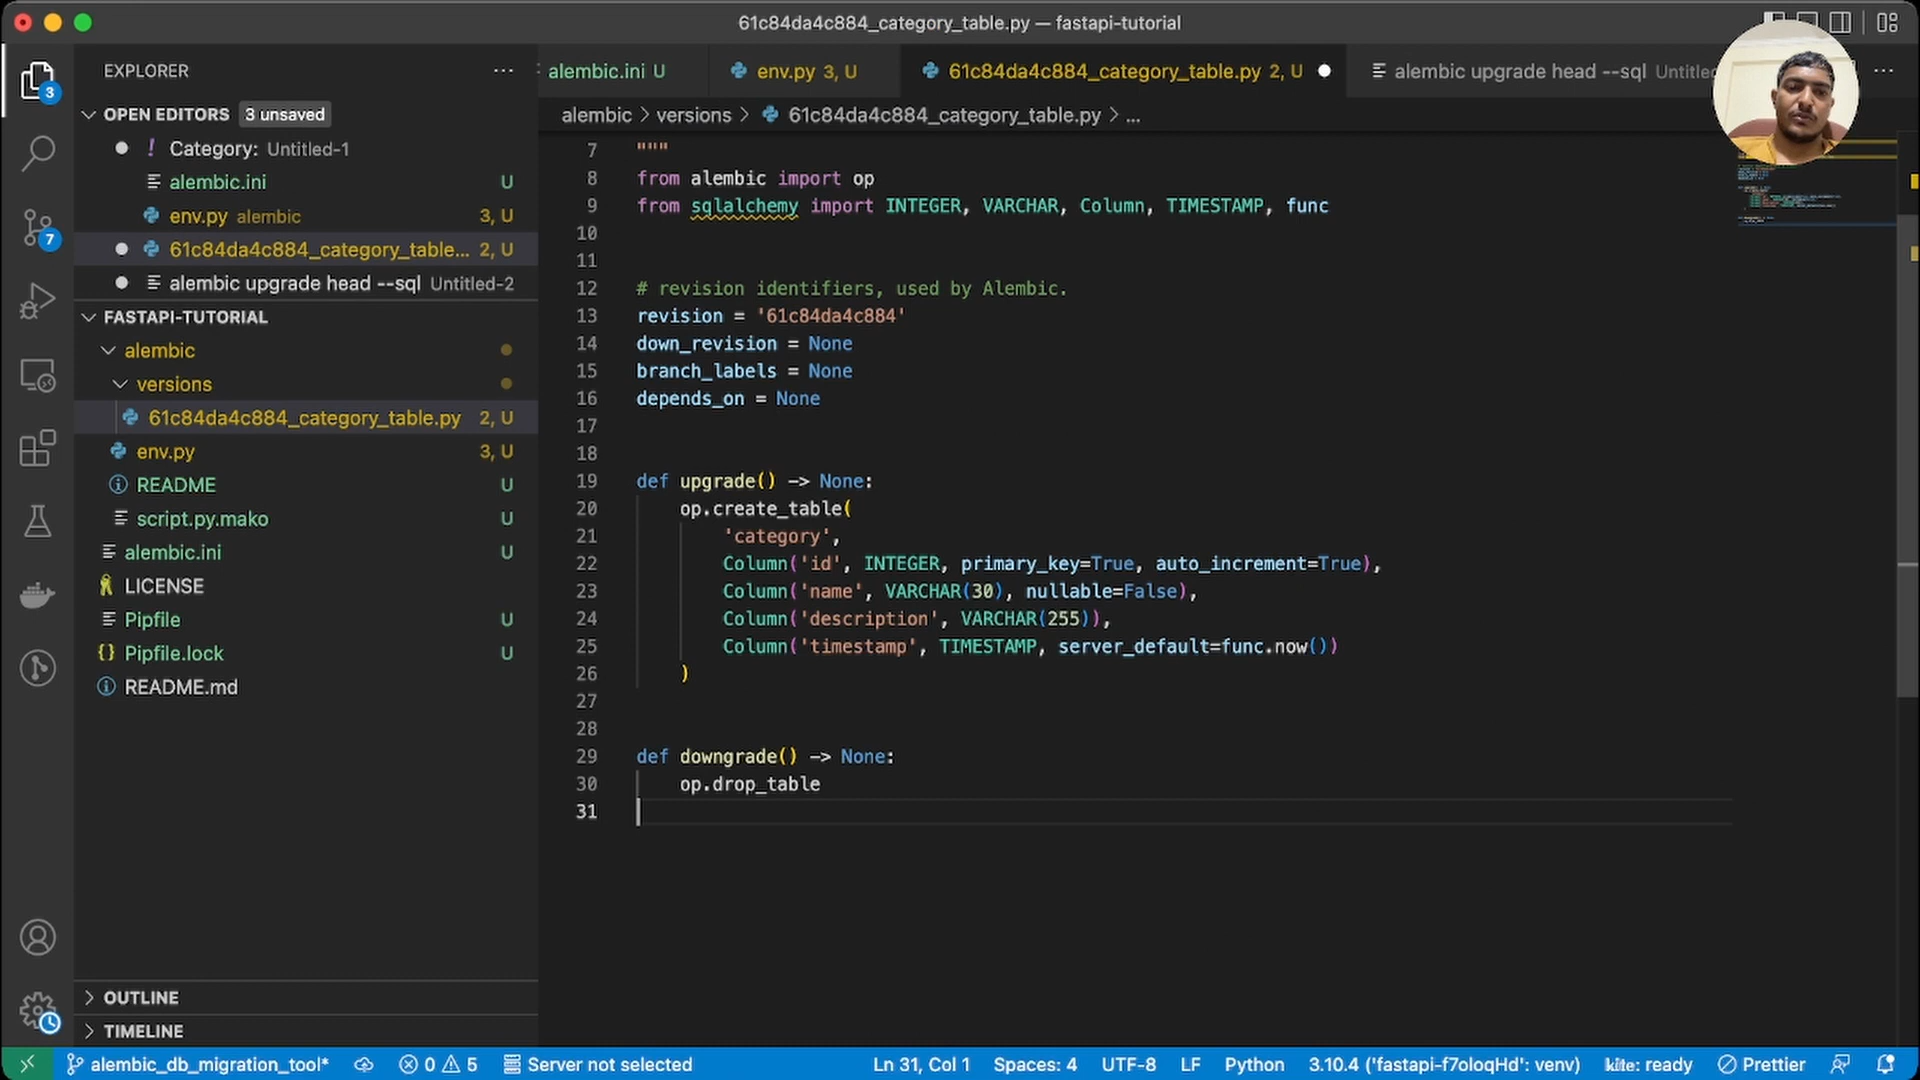 61c84da4c884_category_table.py — fastapi-tutorial
EXPLORER
OPEN EDITORS 3 unsaved
Category: Untitled-1
alembic.ini U
env.py alembic 3, U
61c84da4c884_category_table... 2, U
alembic upgrade head --sql Untitled-2
FASTAPI-TUTORIAL
alembic
versions
61c84da4c884_category_table.py 2, U
env.py 3, U
README U
script.py.mako U
alembic.ini U
LICENSE
Pipfile U
Pipfile.lock U
README.md
OUTLINE
TIMELINE
3
7
alembic.ini U
env.py 3, U
61c84da4c884_category_table.py 2, U
alembic upgrade head --sql
alembic > versions > 61c84da4c884_category_table.py > ...
7 """
8 from alembic import op
9 from sqlalchemy import INTEGER, VARCHAR, Column, TIMESTAMP, func
10
11
12 # revision identifiers, used by Alembic.
13 revision = '61c84da4c884'
14 down_revision = None
15 branch_labels = None
16 depends_on = None
17
18
19 def upgrade() -> None:
20 op.create_table(
21 'category',
22 Column('id', INTEGER, primary_key=True, auto_increment=True),
23 Column('name', VARCHAR(30), nullable=False),
24 Column('description', VARCHAR(255)),
25 Column('timestamp', TIMESTAMP, server_default=func.now())
26 )
27
28
29 def downgrade() -> None:
30 op.drop_table
31
alembic_db_migration_tool* 0 5 Server not selected Ln 31, Col 1 Spaces: 4 UTF-8 LF Python 3.10.4 ('fastapi-f7oloqHd': venv) kite: ready Prettier